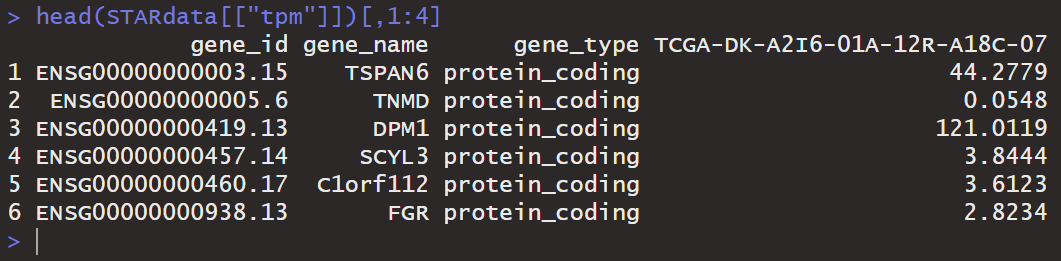 > head(STARdata[["tpm"]])[,1:4]
gene_id gene_name gene_type TCGA-DK-A2I6-01A-12R-A18C-07
1 ENSG00000000003.15 TSPAN6 protein_coding 44.2779
2 ENSG00000000005.6 TNMD protein_coding 0.0548
3 ENSG00000000419.13 DPM1 protein_coding 121.0119
4 ENSG00000000457.14 SCYL3 protein_coding 3.8444
5 ENSG00000000460.17 C1orf112 protein_coding 3.6123
6 ENSG00000000938.13 FGR protein_coding 2.8234
>